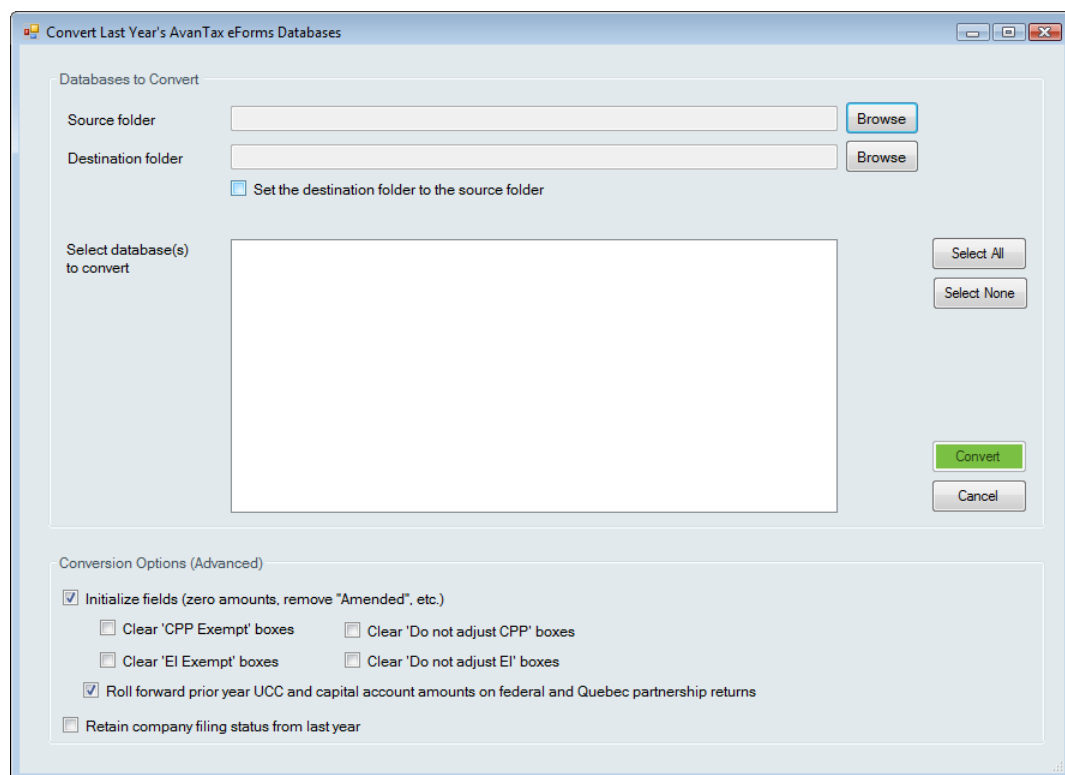 Convert Last Year's AvanTax eForms Databases
Databases to Convert
Source folder
Browse
Destination folder
Browse
Set the destination folder to the source folder
Select database(s)
to convert
Select All
Select None
Convert
Cancel
Conversion Options (Advanced)
Initialize fields (zero amounts, remove "Amended", etc.)
Clear 'CPP Exempt' boxes
Clear 'Do not adjust CPP' boxes
Clear 'EI Exempt' boxes
Clear 'Do not adjust EI' boxes
Roll forward prior year UCC and capital account amounts on federal and Quebec partnership returns
Retain company filing status from last year